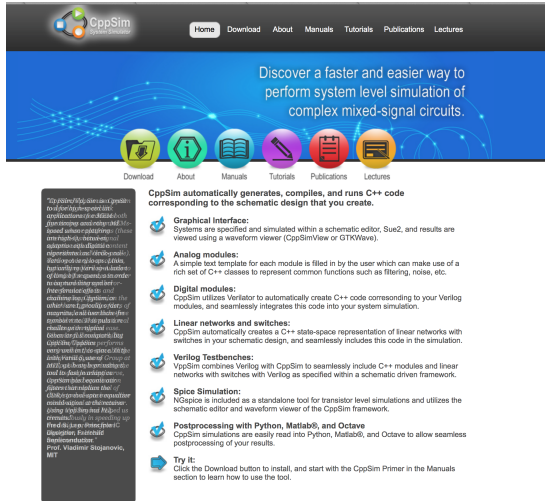 CppSim
System Simulator
Home Download About Manuals Tutorials Publications Lectures
Discover a faster and easier way to
perform system level simulation of
complex mixed-signal circuits.
Download About Manuals Tutorials Publications Lectures
CppSim automatically generates, compiles, and runs C++ code
corresponding to the schematic design that you create.
Graphical Interface:
Systems are specified and simulated within a schematic editor, Sue2, and results are
viewed using a waveform viewer (CppSimView or GTKWave).
Analog modules:
A simple text template for each module is filled in by the user which can make use of a
rich set of C++ classes to represent common functions such as filtering, noise, etc.
Digital modules:
CppSim utilizes Verilator to automatically create C++ code corresonding to your Verilog
modules, and seamlessly integrates this code into your system simulation.
Linear networks and switches:
CppSim automatically creates a C++ state-space representation of linear networks with
switches in your schematic design, and seamlessly includes this code in the simulation.
Verilog Testbenches:
VppSim combines Verilog with CppSim to seamlessly include C++ modules and linear
networks with switches with Verilog as specified within a schematic driven framework.
Spice Simulation:
NGspice is included as a standalone tool for transistor level simulations and utilizes the
schematic editor and waveform viewer of the CppSim framework.
Postprocessing with Python, Matlab®, and Octave
CppSim simulations are easily read into Python, Matlab®, and Octave to allow seamless
postprocessing of your results.
Try it:
Click the Download button to install, and start with the CppSim Primer in the Manuals
section to learn how to use the tool.
Prof. Vladimir Stojanovic,
MIT